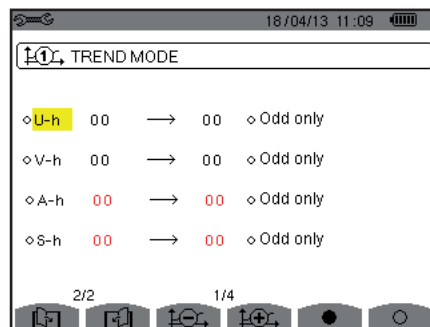 18/04/13 11:09
1 TREND MODE
U-h 00 → 00 Odd only
V-h 00 → 00 Odd only
A-h 00 → 00 Odd only
S-h 00 → 00 Odd only
2/2 1/4